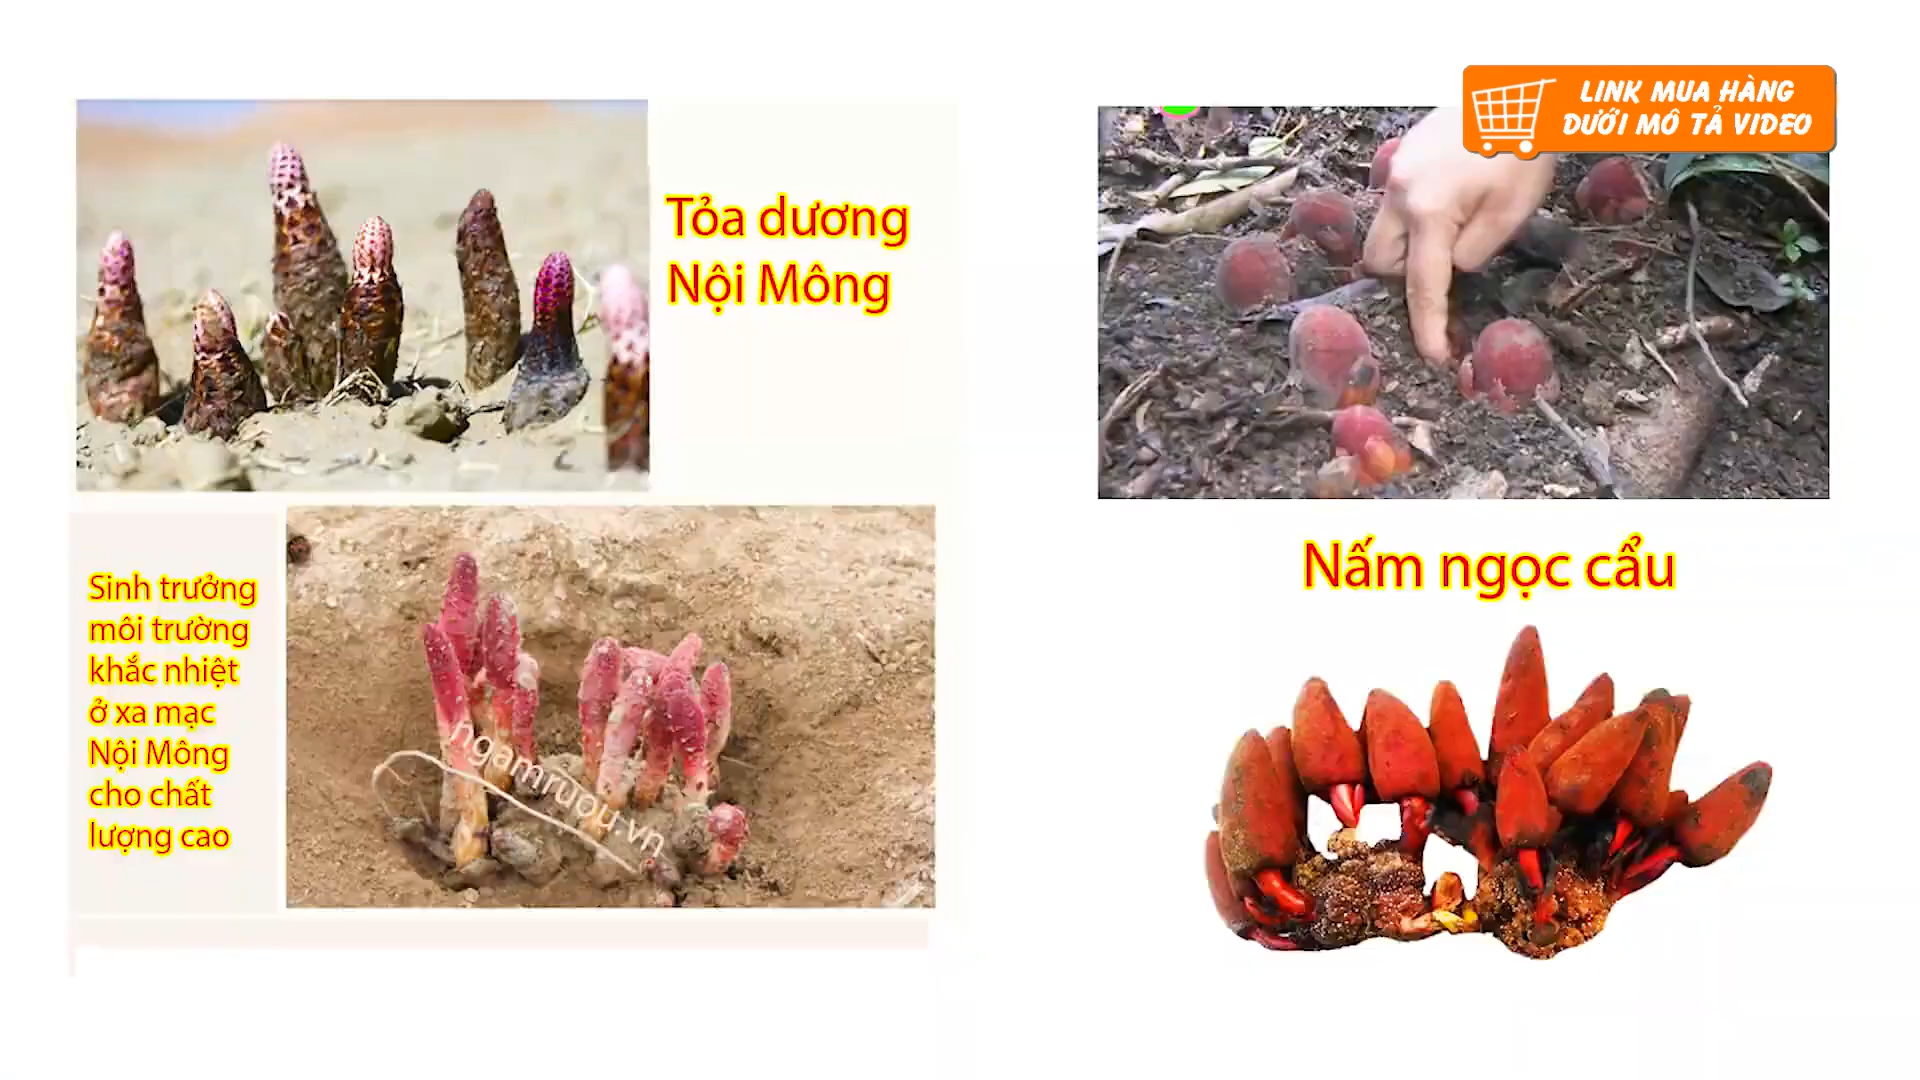 LINK MUA HÀNG
DƯỚI MÔ TẢ VIDEO
Tỏa dương
Nội Mông
Nấm ngọc cẩu
Sinh trưởng
môi trường
khắc nhiệt
ở xa mạc
Nội Mông
cho chất
lượng cao
ngamruou.vn